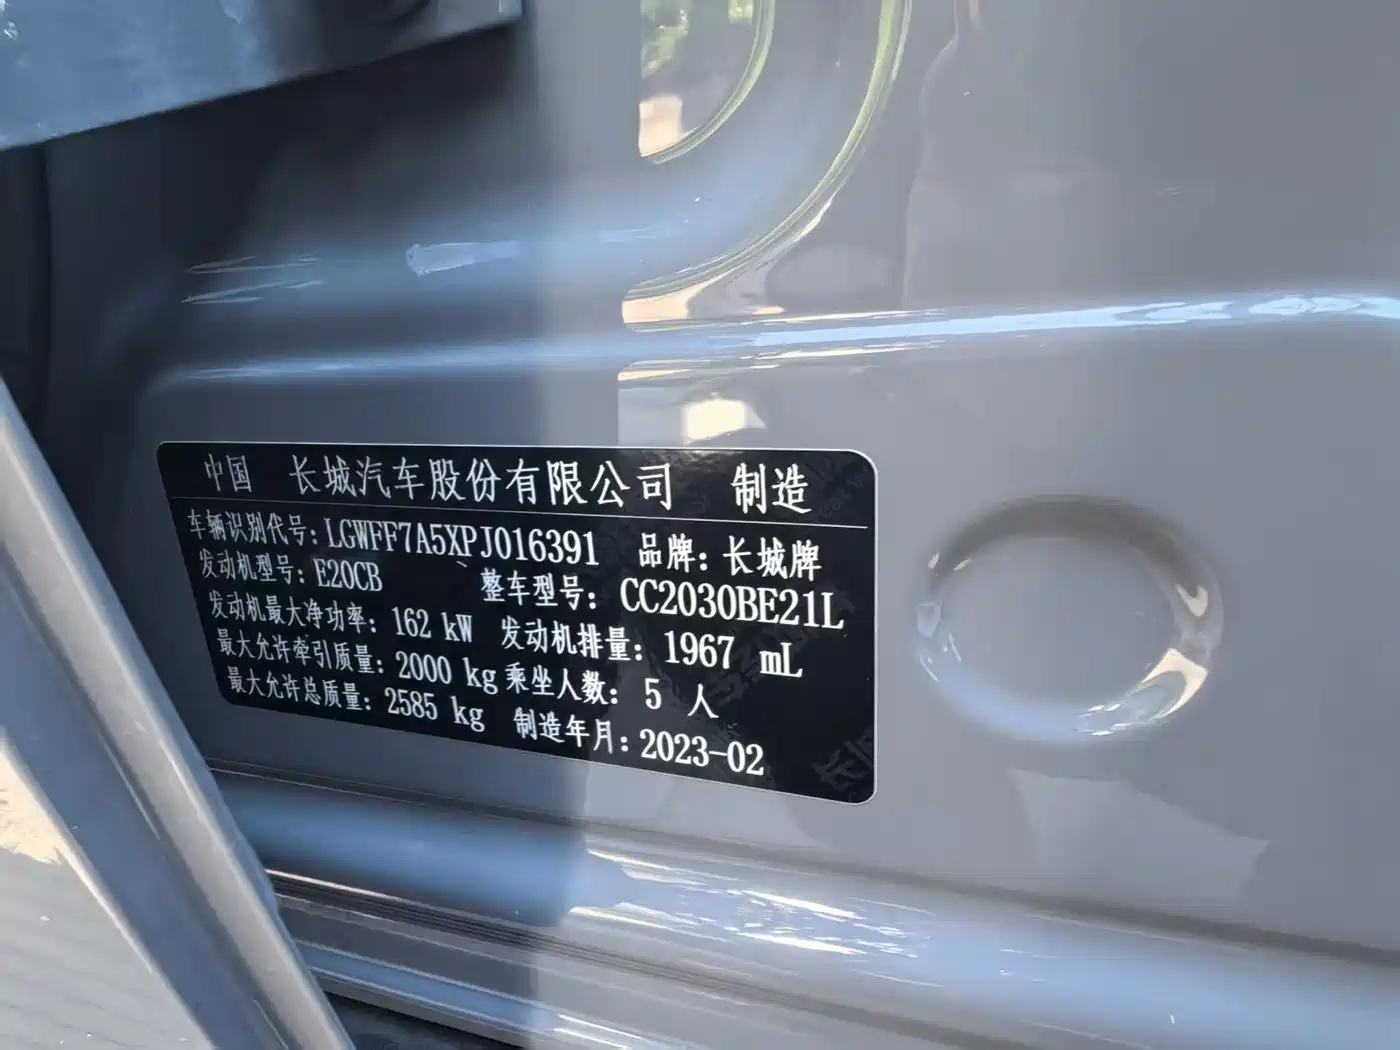 中国 长城汽车股份有限公司 制造
车辆识别代号：LGWFF7A5XPJ016391 品牌：长城牌
发动机型号：E20CB 整车型号：CC2030BE21L
发动机最大净功率：162 kW 发动机排量：1967 mL
最大允许牵引质量：2000 kg 乘坐人数：5 人
最大允许总质量：2585 kg 制造年月：2023-02